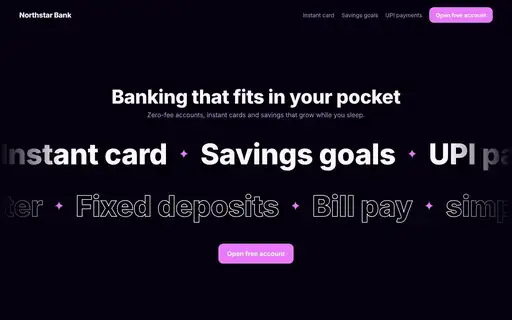 Northstar Bank
Instant card Savings goals UPI payments Open free account
Banking that fits in your pocket
Zero-fee accounts, instant cards and savings that grow while you sleep.
Instant card ✦ Savings goals ✦ UPI pa
ter ✦ Fixed deposits ✦ Bill pay ✦ simp
Open free account